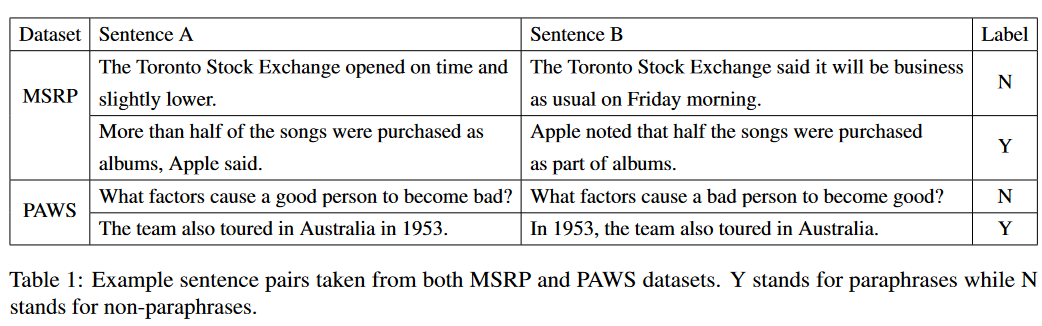 Dataset Sentence A Sentence B Label
MSRP
The Toronto Stock Exchange opened on time and
slightly lower.
The Toronto Stock Exchange said it will be business
as usual on Friday morning.
N
More than half of the songs were purchased as
albums, Apple said.
Apple noted that half the songs were purchased
as part of albums.
Y
PAWS
What factors cause a good person to become bad?
What factors cause a bad person to become good?
N
The team also toured in Australia in 1953.
In 1953, the team also toured in Australia.
Y
Table 1: Example sentence pairs taken from both MSRP and PAWS datasets. Y stands for paraphrases while N
stands for non-paraphrases.